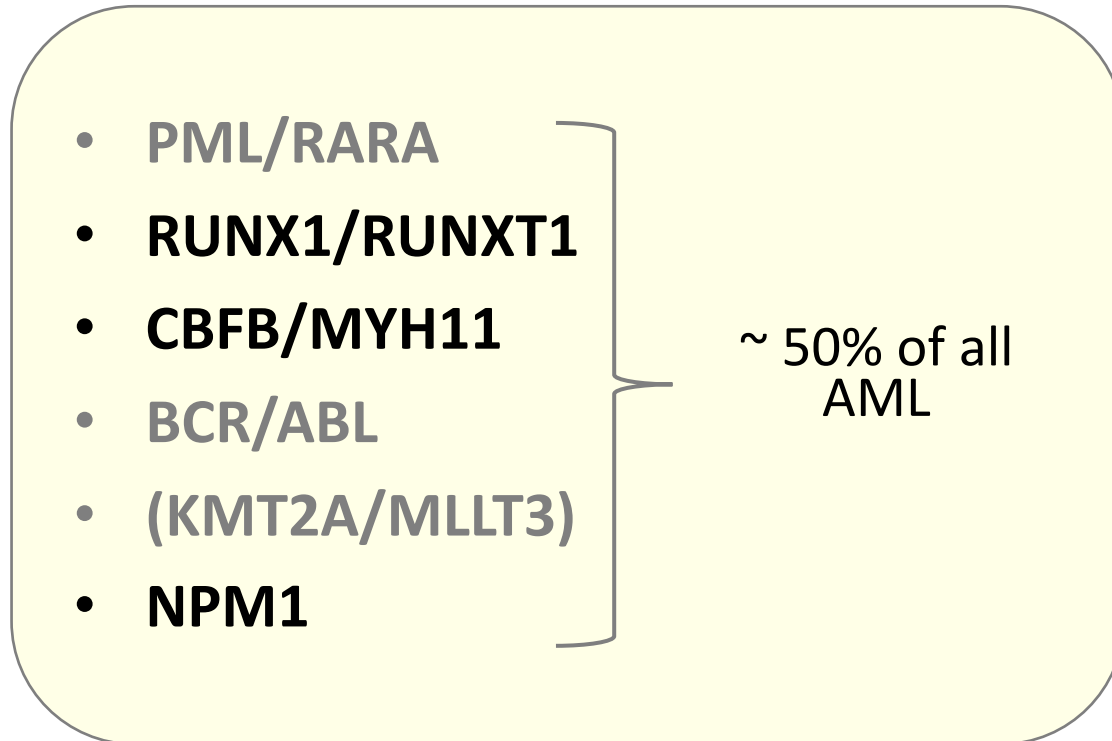 • PML/RARA
• RUNX1/RUNXT1
• CBFB/MYH11
• BCR/ABL
• (KMT2A/MLLT3)
• NPM1
~ 50% of all
AML